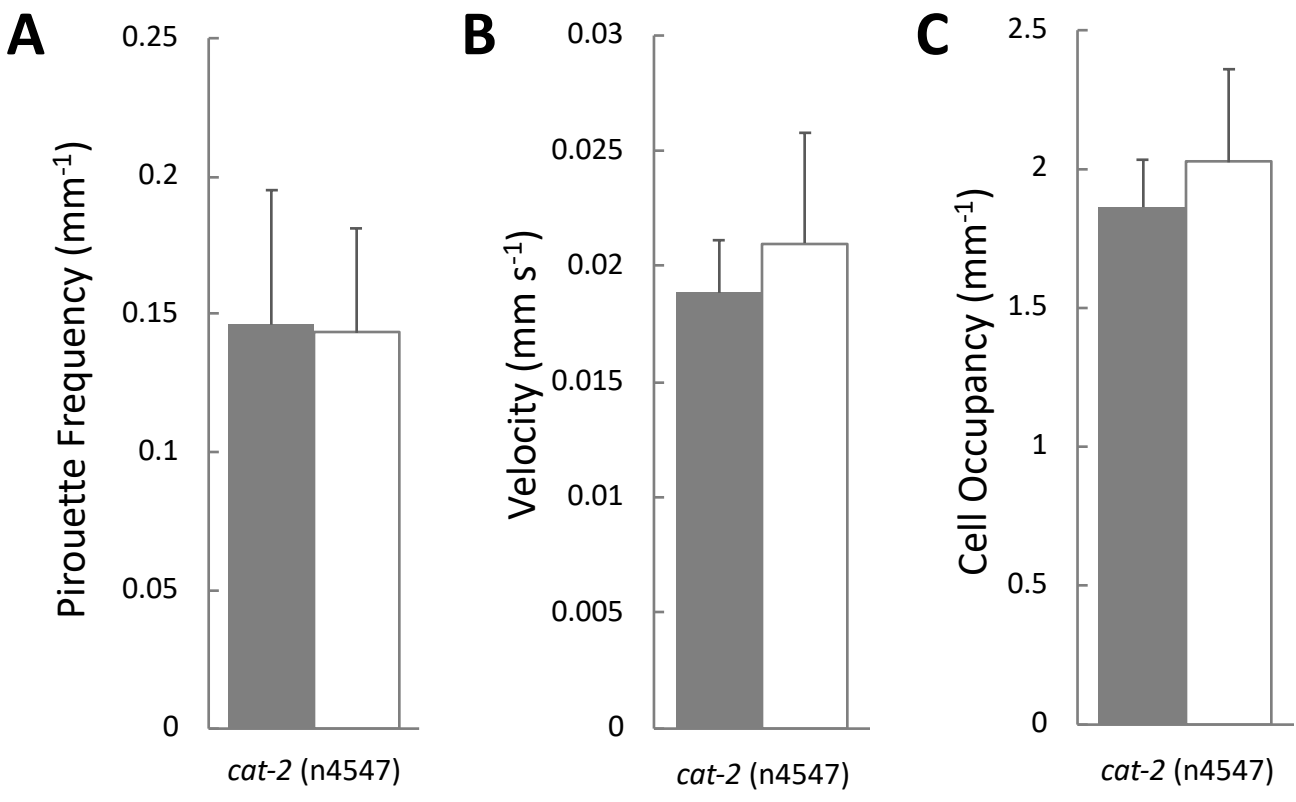 A
Pirouette Frequency (mm-1)
0.25
0.2
0.15
0.1
0.05
0
cat-2 (n4547)
B
Velocity (mm s-1)
0.03
0.025
0.02
0.015
0.01
0.005
0
cat-2 (n4547)
C
Cell Occupancy (mm-1)
2.5
2
1.5
1
0.5
0
cat-2 (n4547)